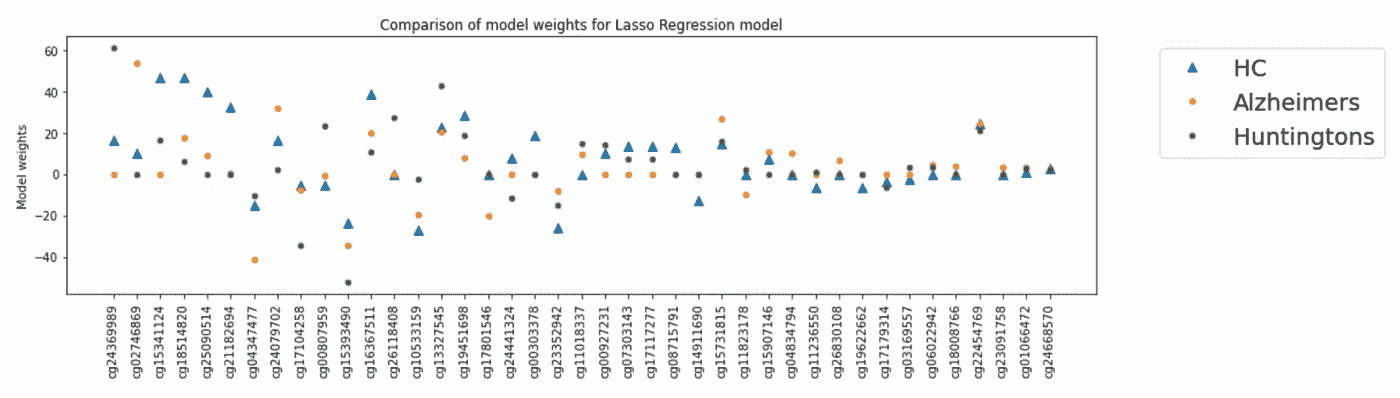 Comparison of model weights for Lasso Regression model
60
40
20
0
−20
−40
Model weights
cg24369989
cg02746869
cg15341124
cg18514820
cg25090514
cg21182694
cg04347477
cg24079702
cg17104258
cg00807959
cg15393490
cg16367511
cg26118408
cg10533159
cg13327545
cg19451698
cg17801546
cg24441324
cg00303378
cg23352942
cg11018337
cg00927231
cg07303143
cg17117277
cg08715791
cg14911690
cg15731815
cg11823178
cg15907146
cg04834794
cg11236550
cg26830108
cg19622662
cg17179314
cg03169557
cg06022942
cg18008766
cg22454769
cg23091758
cg01066472
cg24668570
HC
Alzheimers
Huntingtons